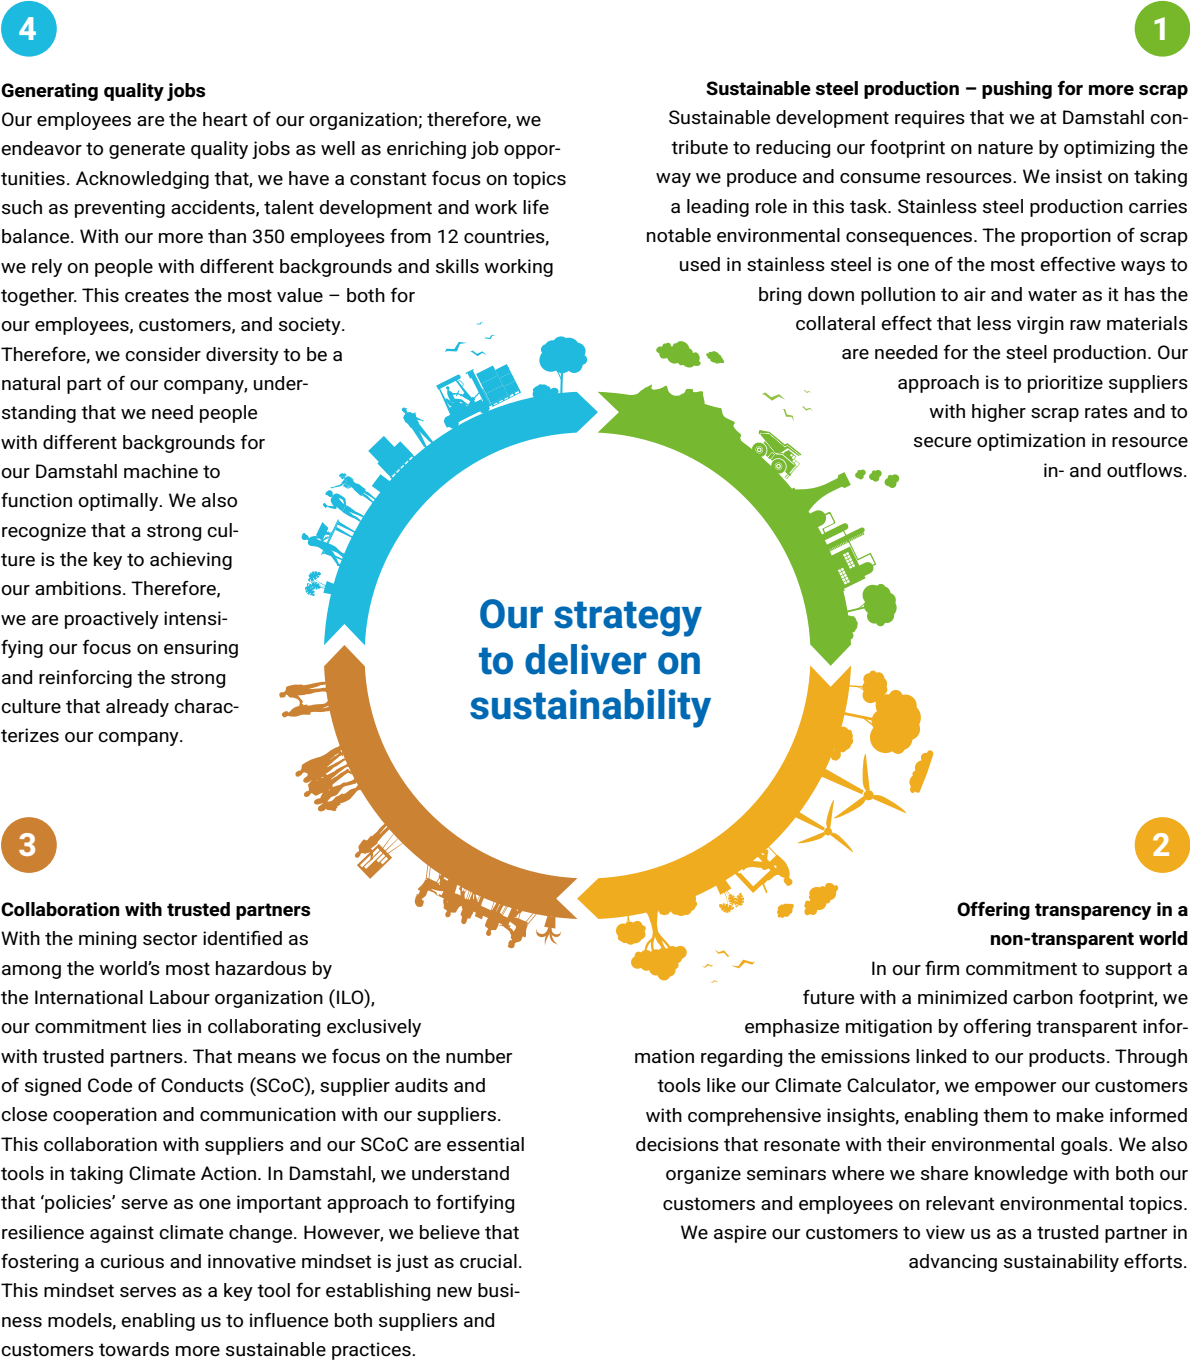 4
Generating quality jobs
Our employees are the heart of our organization; therefore, we
endeavor to generate quality jobs as well as enriching job oppor-
tunities. Acknowledging that, we have a constant focus on topics
such as preventing accidents, talent development and work life
balance. With our more than 350 employees from 12 countries,
we rely on people with different backgrounds and skills working
together. This creates the most value – both for
our employees, customers, and society.
Therefore, we consider diversity to be a
natural part of our company, under-
standing that we need people
with different backgrounds for
our Damstahl machine to
function optimally. We also
recognize that a strong cul-
ture is the key to achieving
our ambitions. Therefore,
we are proactively intensi-
fying our focus on ensuring
and reinforcing the strong
culture that already charac-
terizes our company.
1
Sustainable steel production – pushing for more scrap
Sustainable development requires that we at Damstahl con-
tribute to reducing our footprint on nature by optimizing the
way we produce and consume resources. We insist on taking
a leading role in this task. Stainless steel production carries
notable environmental consequences. The proportion of scrap
used in stainless steel is one of the most effective ways to
bring down pollution to air and water as it has the
collateral effect that less virgin raw materials
are needed for the steel production. Our
approach is to prioritize suppliers
with higher scrap rates and to
secure optimization in resource
in- and outflows.
Our strategy
to deliver on
sustainability
3
Collaboration with trusted partners
With the mining sector identified as
among the world’s most hazardous by
the International Labour organization (ILO),
our commitment lies in collaborating exclusively
with trusted partners. That means we focus on the number
of signed Code of Conducts (SCoC), supplier audits and
close cooperation and communication with our suppliers.
This collaboration with suppliers and our SCoC are essential
tools in taking Climate Action. In Damstahl, we understand
that ‘policies’ serve as one important approach to fortifying
resilience against climate change. However, we believe that
fostering a curious and innovative mindset is just as crucial.
This mindset serves as a key tool for establishing new busi-
ness models, enabling us to influence both suppliers and
customers towards more sustainable practices.
2
Offering transparency in a
non-transparent world
In our firm commitment to support a
future with a minimized carbon footprint, we
emphasize mitigation by offering transparent infor-
mation regarding the emissions linked to our products. Through
tools like our Climate Calculator, we empower our customers
with comprehensive insights, enabling them to make informed
decisions that resonate with their environmental goals. We also
organize seminars where we share knowledge with both our
customers and employees on relevant environmental topics.
We aspire our customers to view us as a trusted partner in
advancing sustainability efforts.